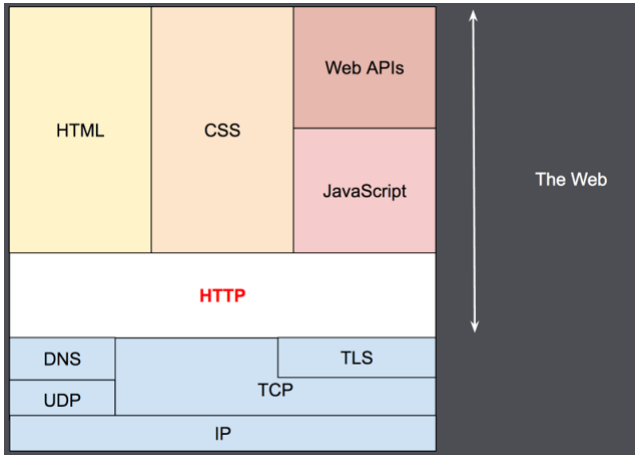 Web APIs
HTML
CSS
JavaScript
The Web
HTTP
DNS
TLS
UDP
TCP
IP